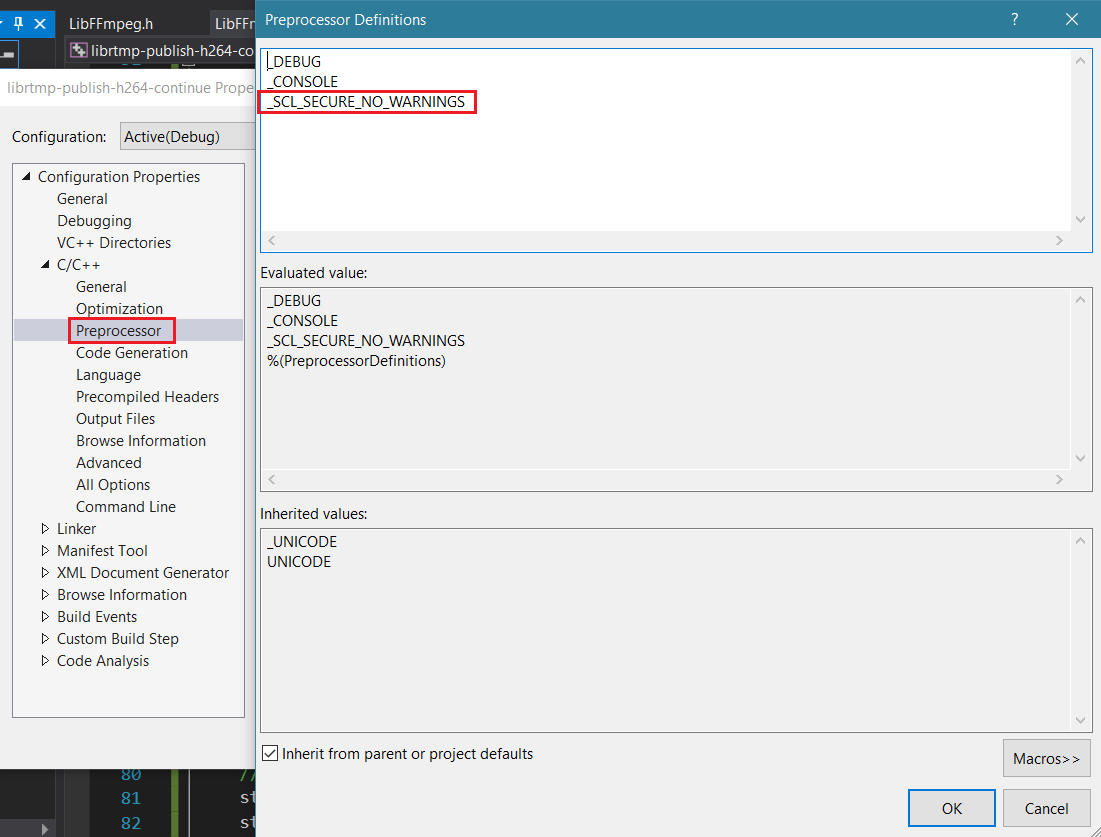 LibFFmpeg.h
LibFFm
librtmp-publish-h264-co
librtmp-publish-h264-continue Prope
Configuration:
Active(Debug)
Configuration Properties
General
Debugging
VC++ Directories
C/C++
General
Optimization
Preprocessor
Code Generation
Language
Precompiled Headers
Output Files
Browse Information
Advanced
All Options
Command Line
Linker
Manifest Tool
XML Document Generator
Browse Information
Build Events
Custom Build Step
Code Analysis
80 //
81 st
82 st
Preprocessor Definitions
? 
_DEBUG
_CONSOLE
_SCL_SECURE_NO_WARNINGS
Evaluated value:
_DEBUG
_CONSOLE
_SCL_SECURE_NO_WARNINGS
%(PreprocessorDefinitions)
Inherited values:
_UNICODE
UNICODE
Inherit from parent or project defaults
Macros>>
OK
Cancel